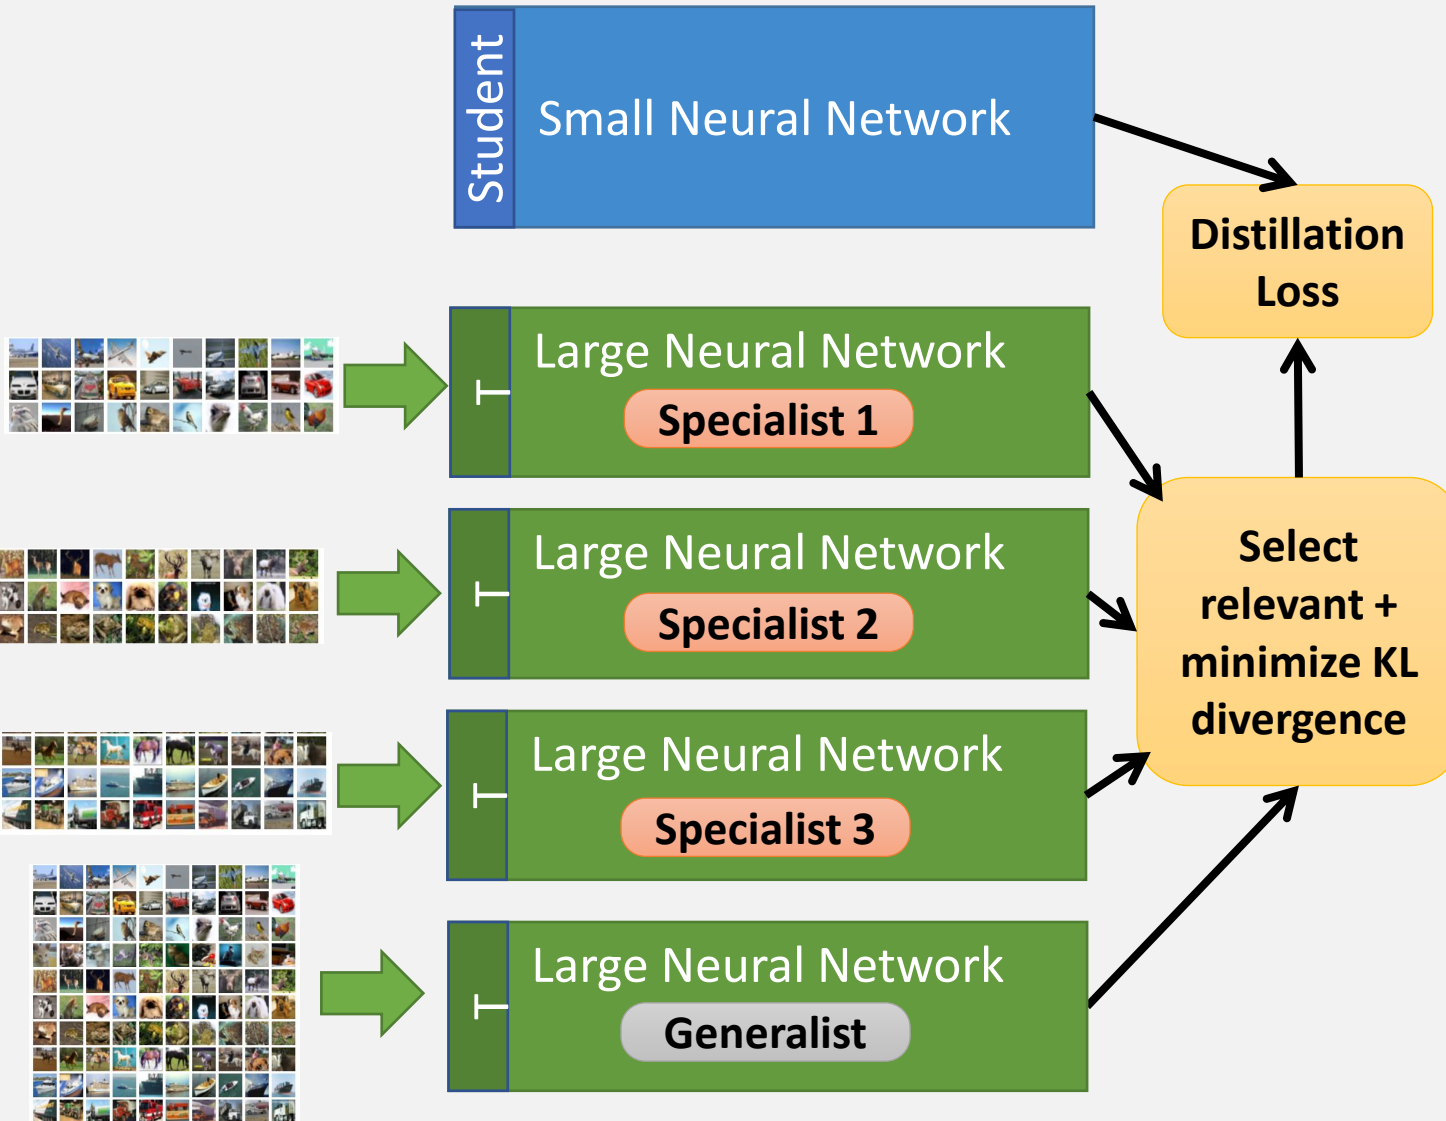 Student
Small Neural Network
Distillation
Loss
T
Large Neural Network
Specialist 1
T
Large Neural Network
Specialist 2
Select
relevant +
minimize KL
divergence
T
Large Neural Network
Specialist 3
T
Large Neural Network
Generalist